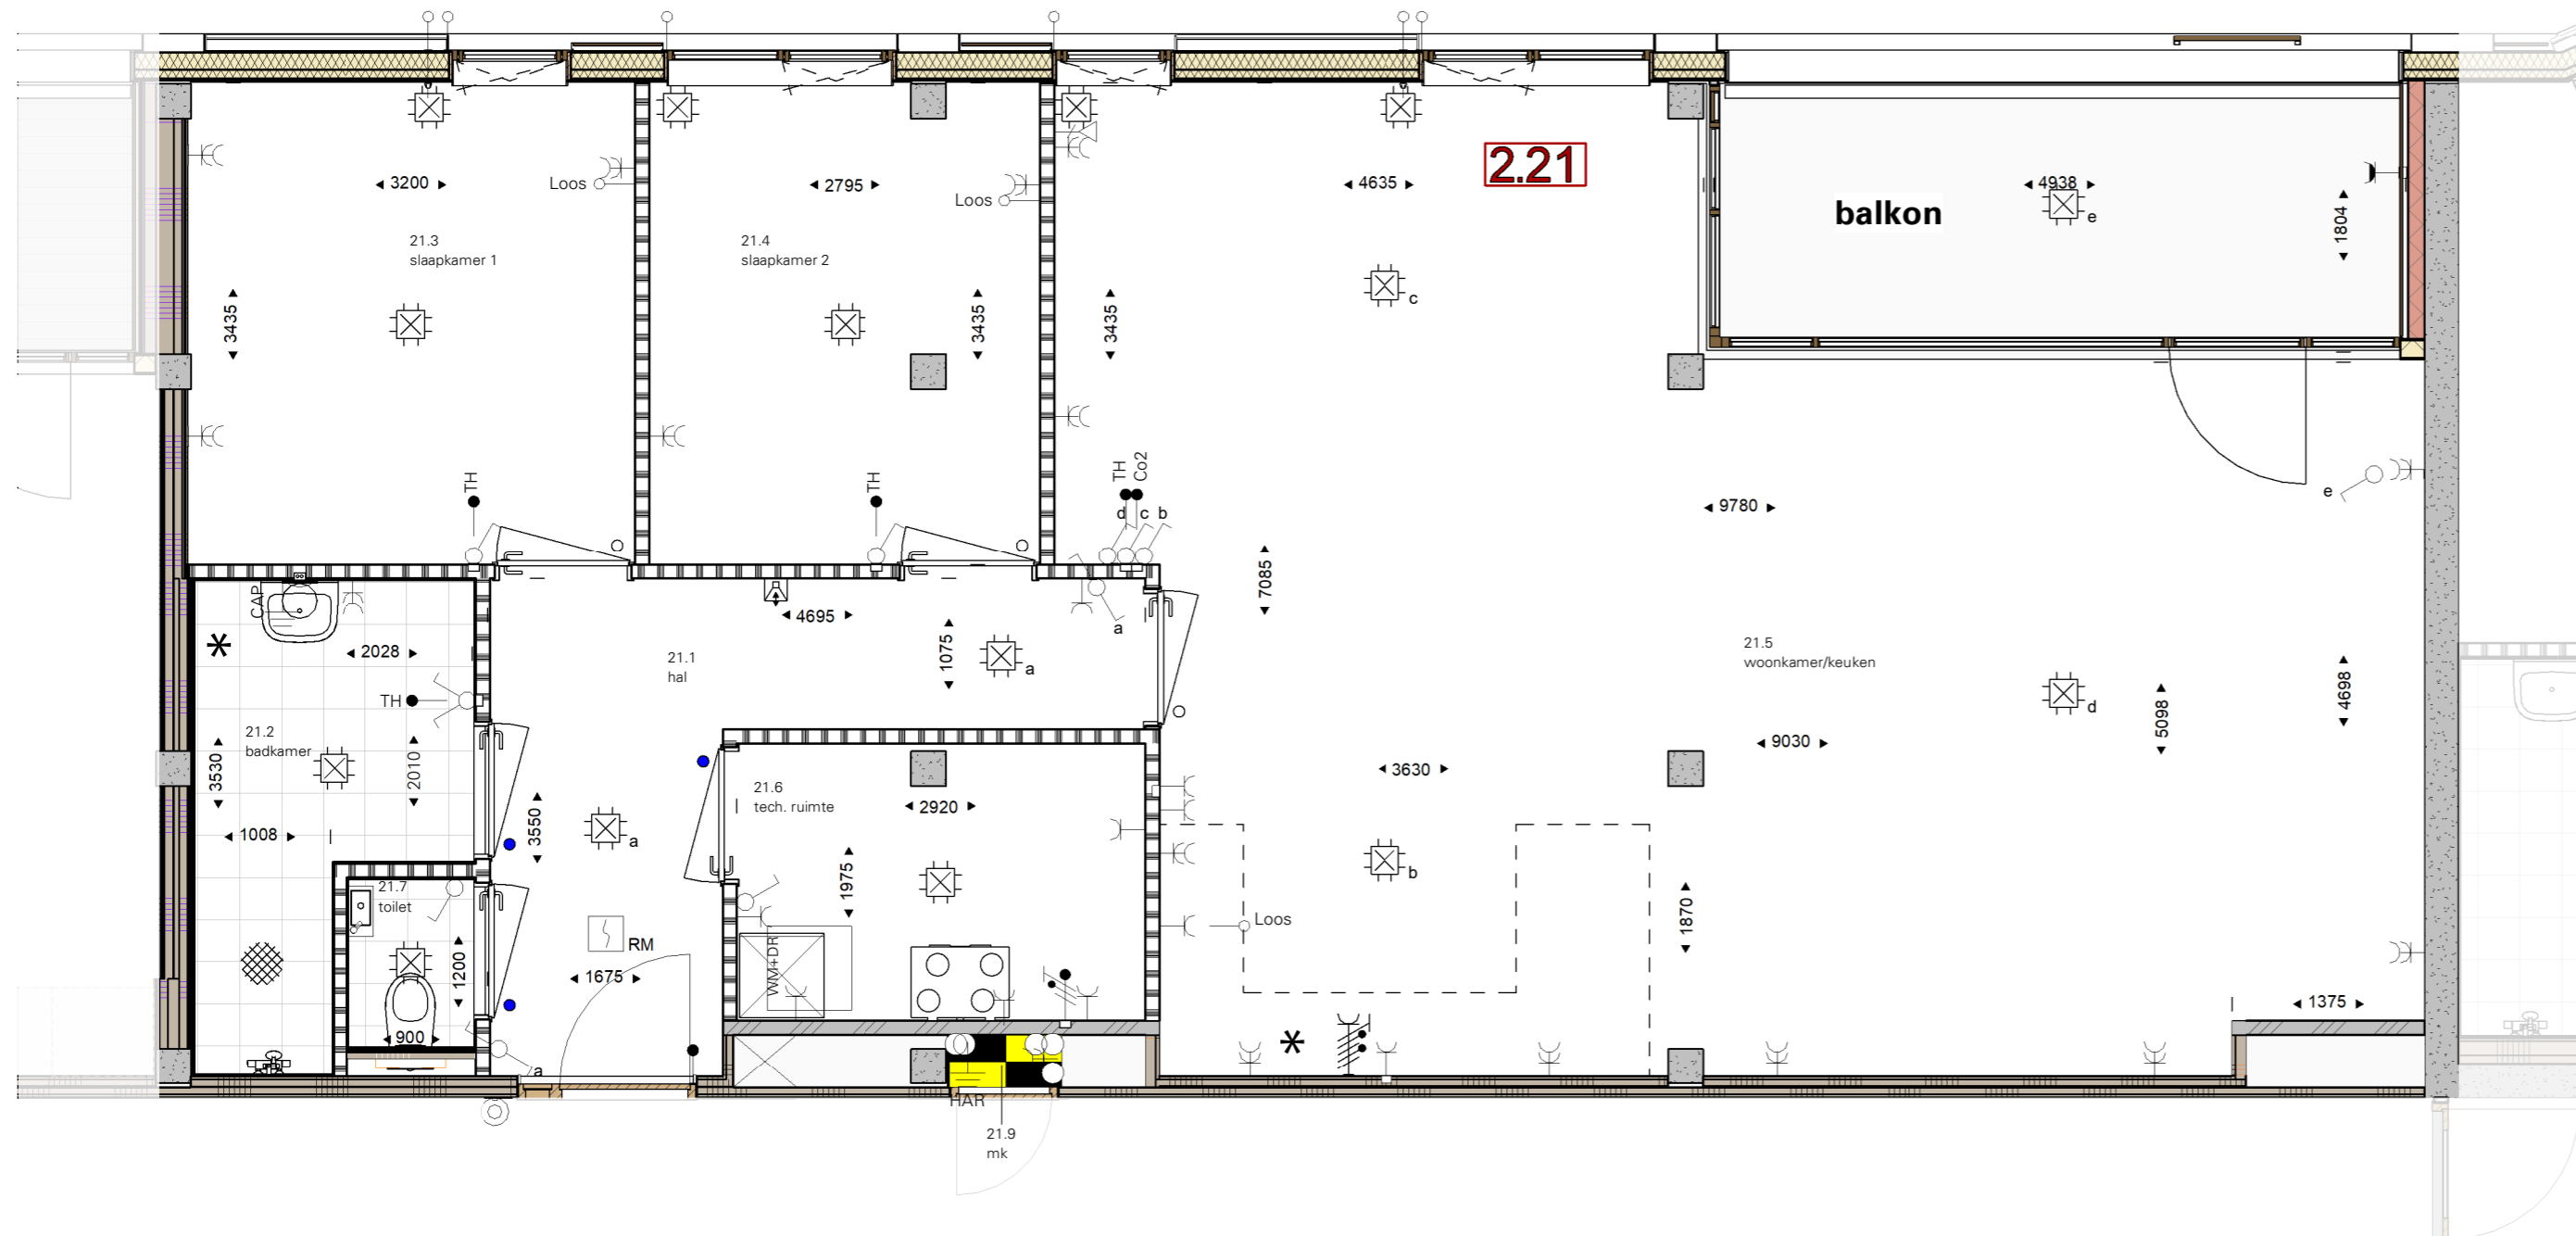 2.21
3200
Loos
2795
Loos
4635
4938
e
balkon
1804
21.3
slaapkamer 1
21.4
slaapkamer 2
c
3435
3435
3435
TH
TH
TH
Co2
d
c
b
e
9780
7085
CAP
4695
a
1075
a
2028
21.1
hal
21.5
woonkamer/keuken
TH
d
4698
5098
21.2
badkamer
3530
2010
9030
3630
21.6
tech. ruimte
2920
1008
3550
a
b
1975
21.7
toilet
Loos
1870
RM
WM+DR
1200
1675
1375
900
*
*
a
HAR
21.9
mk